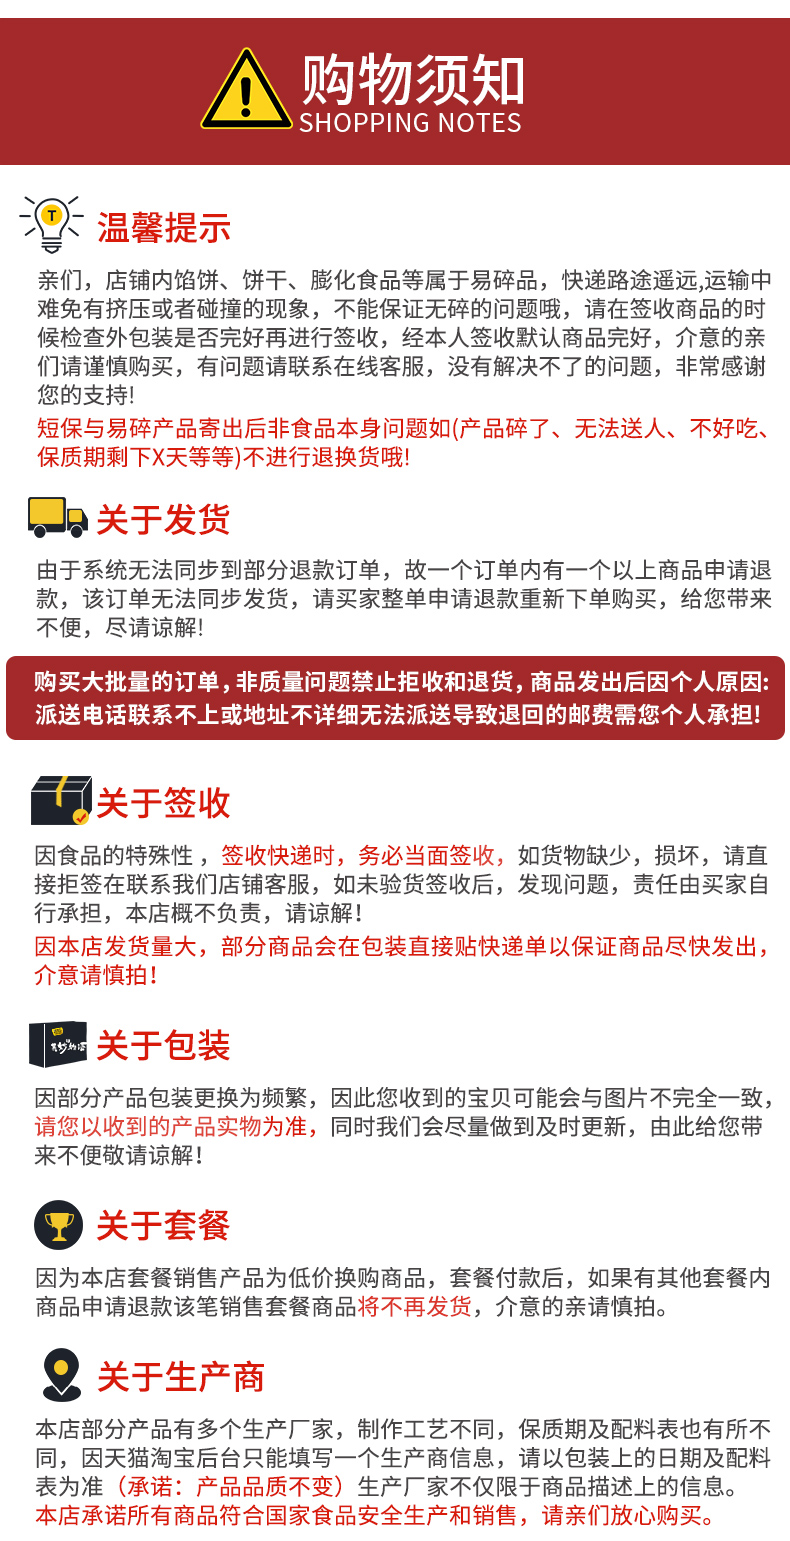 购物须知
SHOPPING NOTES
T
温馨提示
亲们，店铺内馅饼、饼干、膨化食品等属于易碎品，快递路途遥远,运输中
难免有挤压或者碰撞的现象，不能保证无碎的问题哦，请在签收商品的时
候检查外包装是否完好再进行签收，经本人签收默认商品完好，介意的亲
们请谨慎购买，有问题请联系在线客服，没有解决不了的问题，非常感谢
您的支持!
短保与易碎产品寄出后非食品本身问题如(产品碎了、无法送人、不好吃、
保质期剩下X天等等)不进行退换货哦!
关于发货
由于系统无法同步到部分退款订单，故一个订单内有一个以上商品申请退
款，该订单无法同步发货，请买家整单申请退款重新下单购买，给您带来
不便，尽请谅解!
购买大批量的订单，非质量问题禁止拒收和退货，商品发出后因个人原因:
派送电话联系不上或地址不详细无法派送导致退回的邮费需您个人承担!
关于签收
因食品的特殊性 ，签收快递时，务必当面签收，如货物缺少，损坏，请直
接拒签在联系我们店铺客服，如未验货签收后，发现问题，责任由买家自
行承担，本店概不负责，请谅解！
因本店发货量大，部分商品会在包装直接贴快递单以保证商品尽快发出，
介意请慎拍！
关于包装
因部分产品包装更换为频繁，因此您收到的宝贝可能会与图片不完全一致，
请您以收到的产品实物为准，同时我们会尽量做到及时更新，由此给您带
来不便敬请谅解！
关于套餐
因为本店套餐销售产品为低价换购商品，套餐付款后，如果有其他套餐内
商品申请退款该笔销售套餐商品将不再发货，介意的亲请慎拍。
关于生产商
本店部分产品有多个生产厂家，制作工艺不同，保质期及配料表也有所不
同，因天猫淘宝后台只能填写一个生产商信息，请以包装上的日期及配料
表为准（承诺：产品品质不变）生产厂家不仅限于商品描述上的信息。
本店承诺所有商品符合国家食品安全生产和销售，请亲们放心购买。